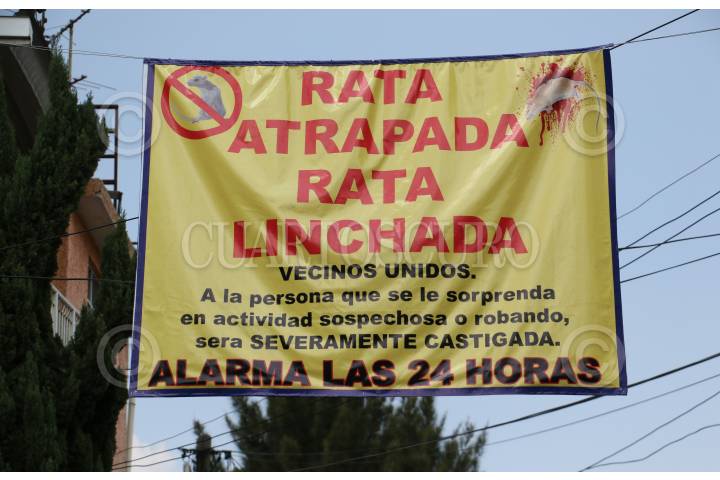 RATA
ATRAPADA
RATA
LINCHADA
VECINOS UNIDOS.
A la persona que se le sorprenda
en actividad sospechosa o robando,
sera SEVERAMENTE CASTIGADA.
ALARMA LAS 24 HORAS
CUARTOSCURO